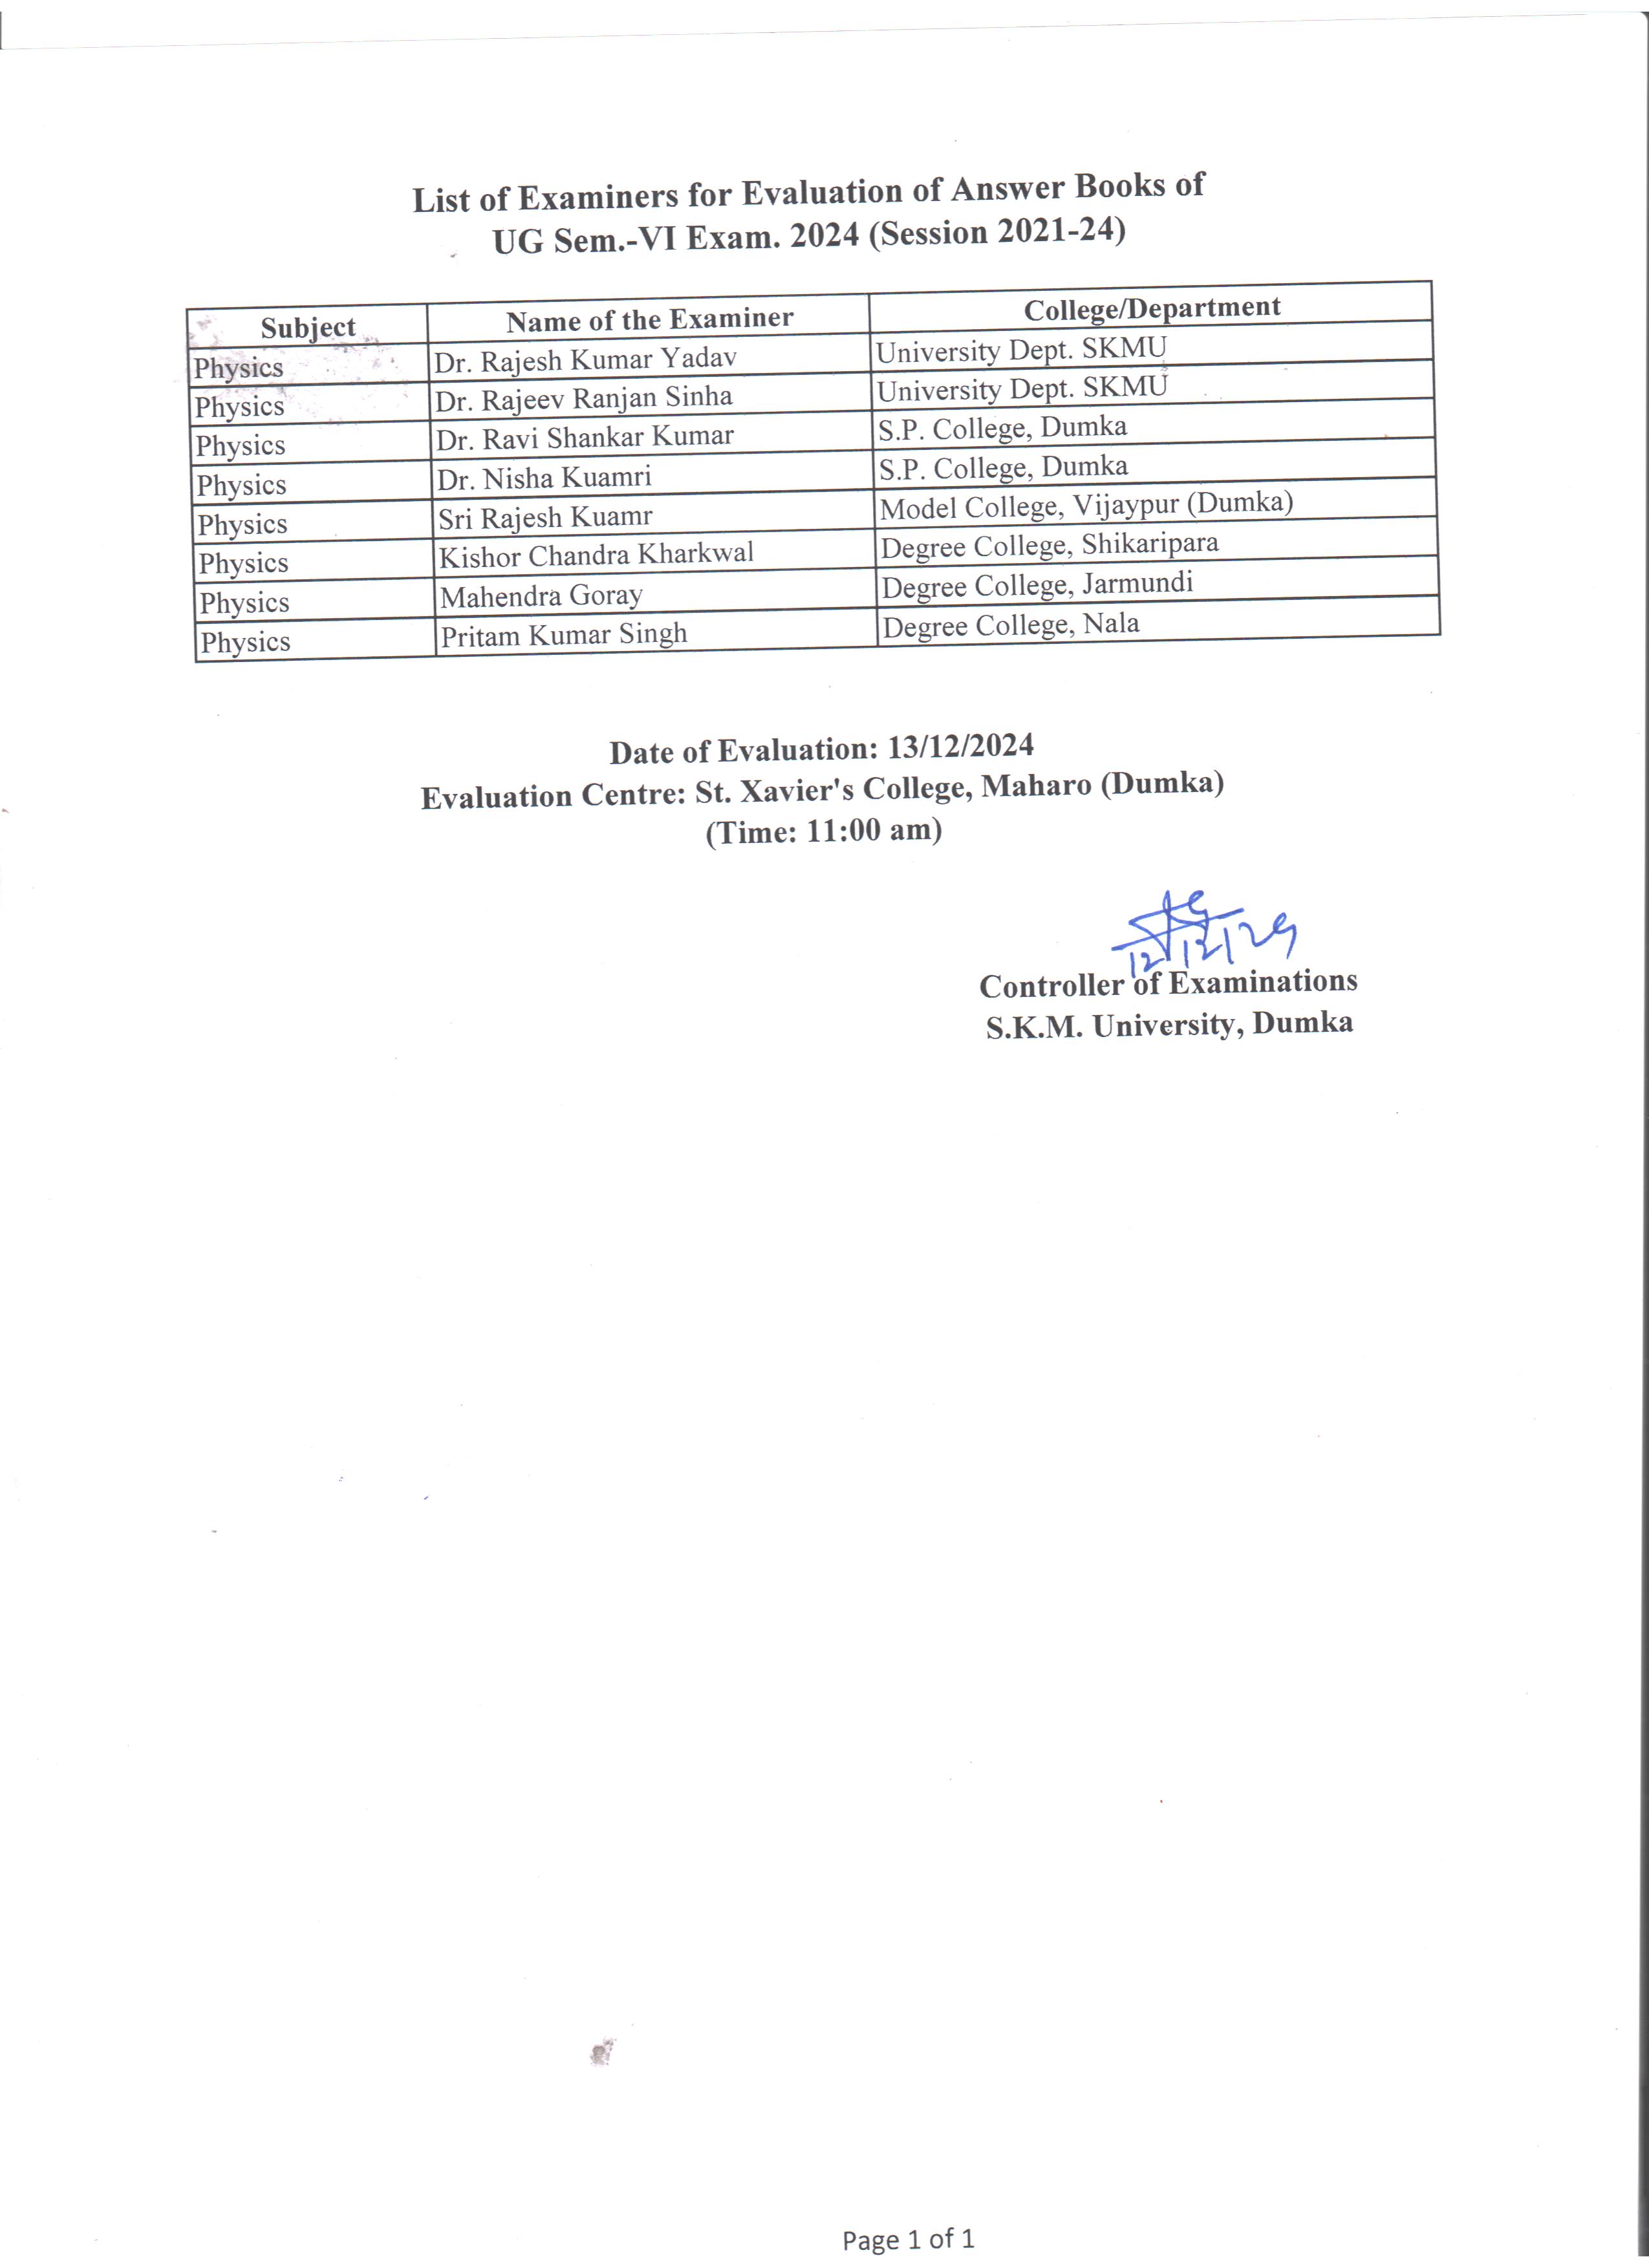 List of Examiners for Evaluation of Answer Books of
UG Sem.-VI Exam. 2024 (Session 2021-24)
Subject Name of the Examiner College/Department
Physics Dr. Rajesh Kumar Yadav University Dept. SKMU
Physics Dr. Rajeev Ranjan Sinha University Dept. SKMU
Physics Dr. Ravi Shankar Kumar S.P. College, Dumka
Physics Dr. Nisha Kuamri S.P. College, Dumka
Physics Sri Rajesh Kuamr Model College, Vijaypur (Dumka)
Physics Kishor Chandra Kharkwal Degree College, Shikaripara
Physics Mahendra Goray Degree College, Jarmundi
Physics Pritam Kumar Singh Degree College, Nala
Date of Evaluation: 13/12/2024
Evaluation Centre: St. Xavier's College, Maharo (Dumka)
(Time: 11:00 am)
12/12/24
Controller of Examinations
S.K.M. University, Dumka
Page 1 of 1